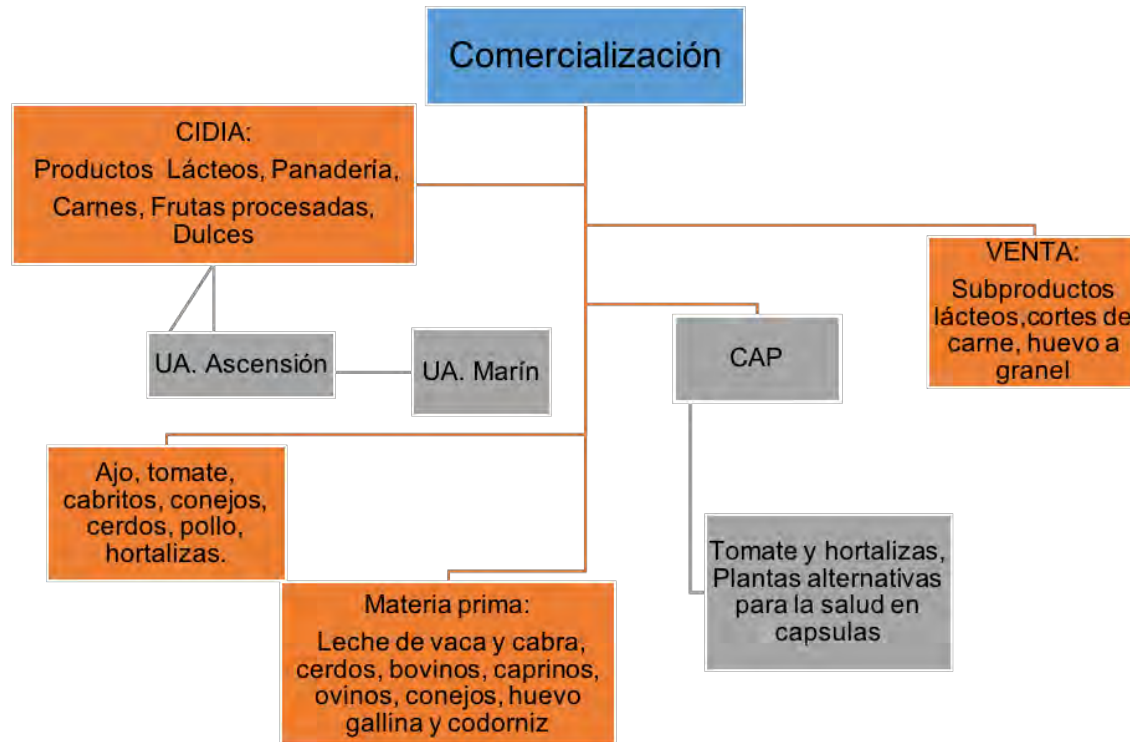 Comercialización
CIDIA:
Productos Lácteos, Panadería,
Carnes, Frutas procesadas,
Dulces
VENTA:
Subproductos
lácteos,cortes de
carne, huevo a
granel
UA. Ascensión
UA. Marín
CAP
Ajo, tomate,
cabritos, conejos,
cerdos, pollo,
hortalizas.
Tomate y hortalizas,
Plantas alternativas
para la salud en
capsulas
Materia prima:
Leche de vaca y cabra,
cerdos, bovinos, caprinos,
ovinos, conejos, huevo
gallina y codorniz